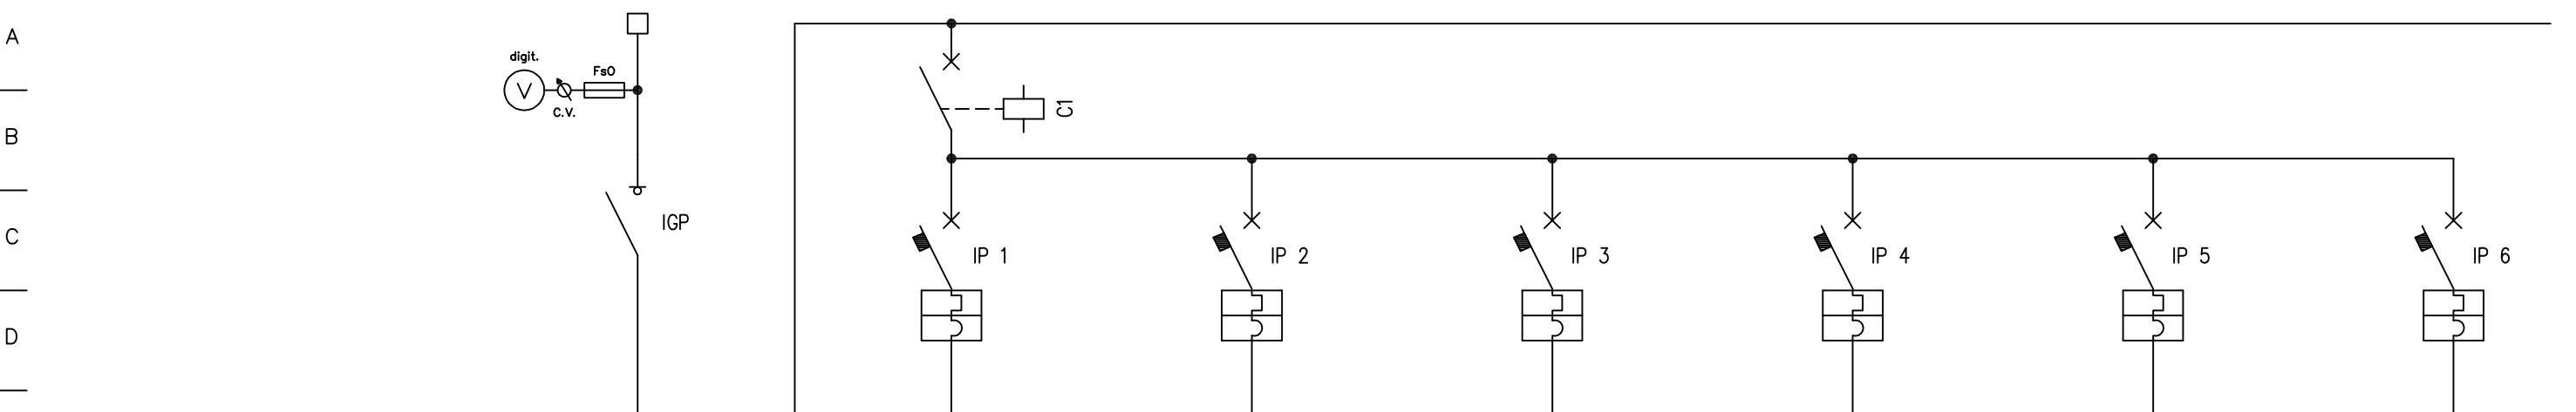 A
digit.
FsO
V
C.V.
C1
B
IGP
C
IP 1
IP 2
IP 3
IP 4
IP 5
IP 6
D